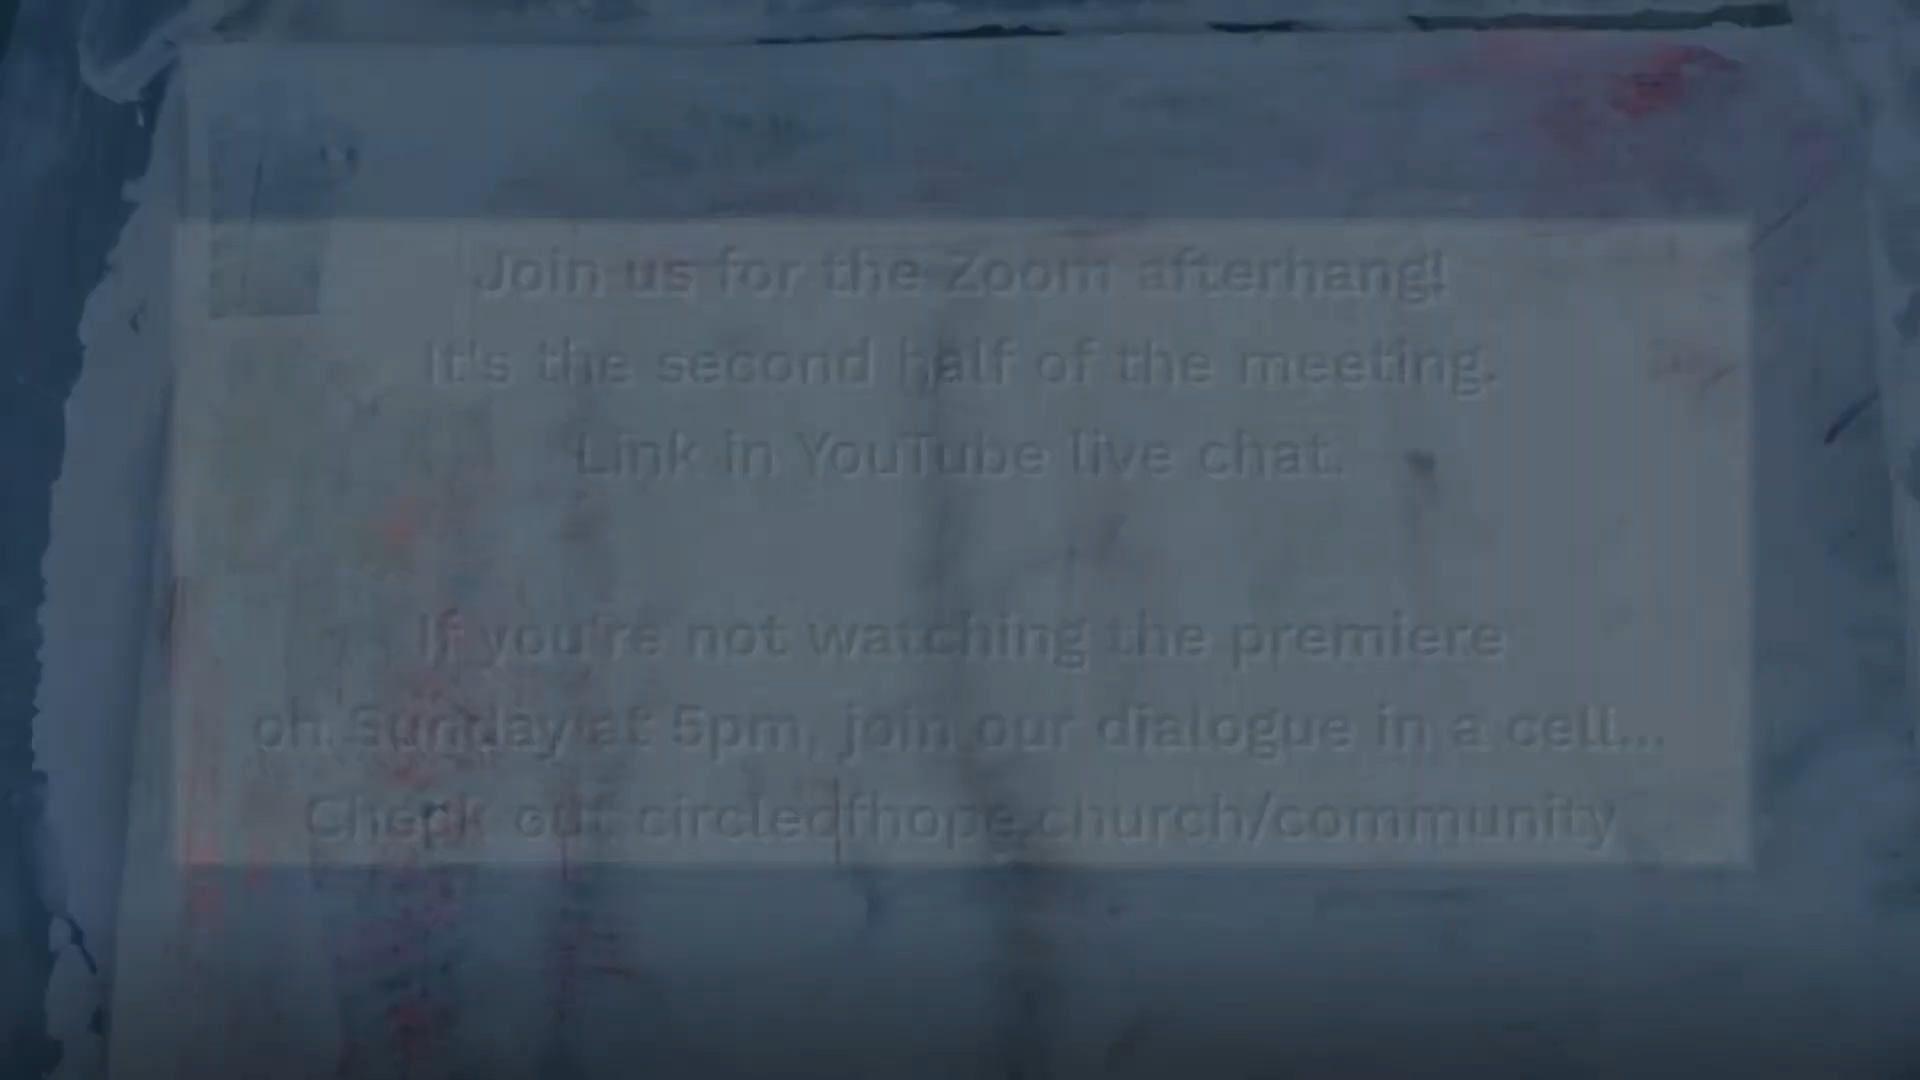 Join us for the Zoom afterhang!
It's the second half of the meeting.
Link in YouTube live chat.
If you're not watching the premiere
on Sunday at 5pm, join our dialogue in a cell...
Check out circleofhope.church/community